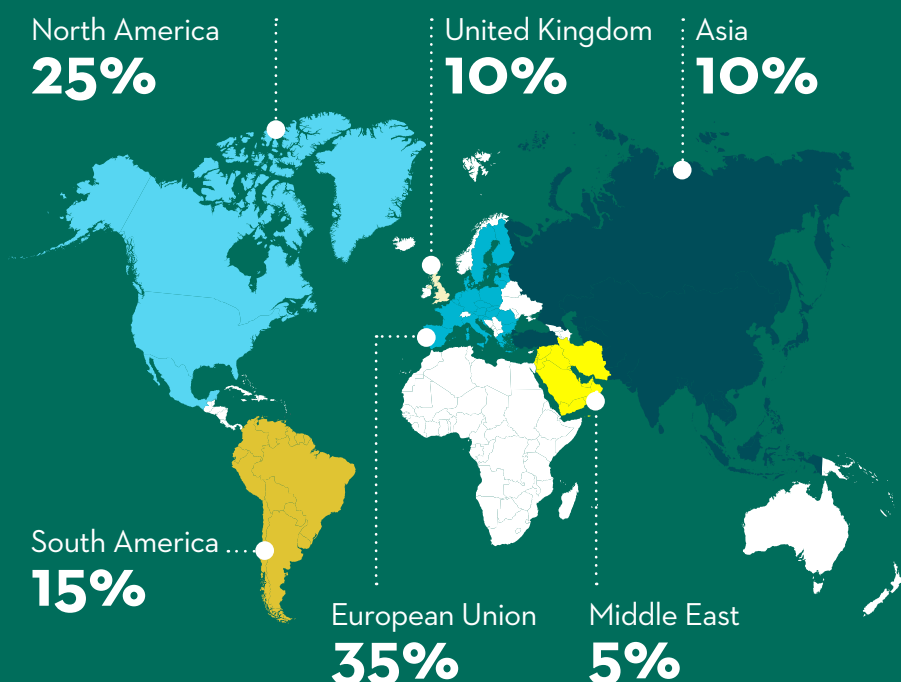 North America
25%
United Kingdom
10%
Asia
10%
South America
15%
European Union
35%
Middle East
5%